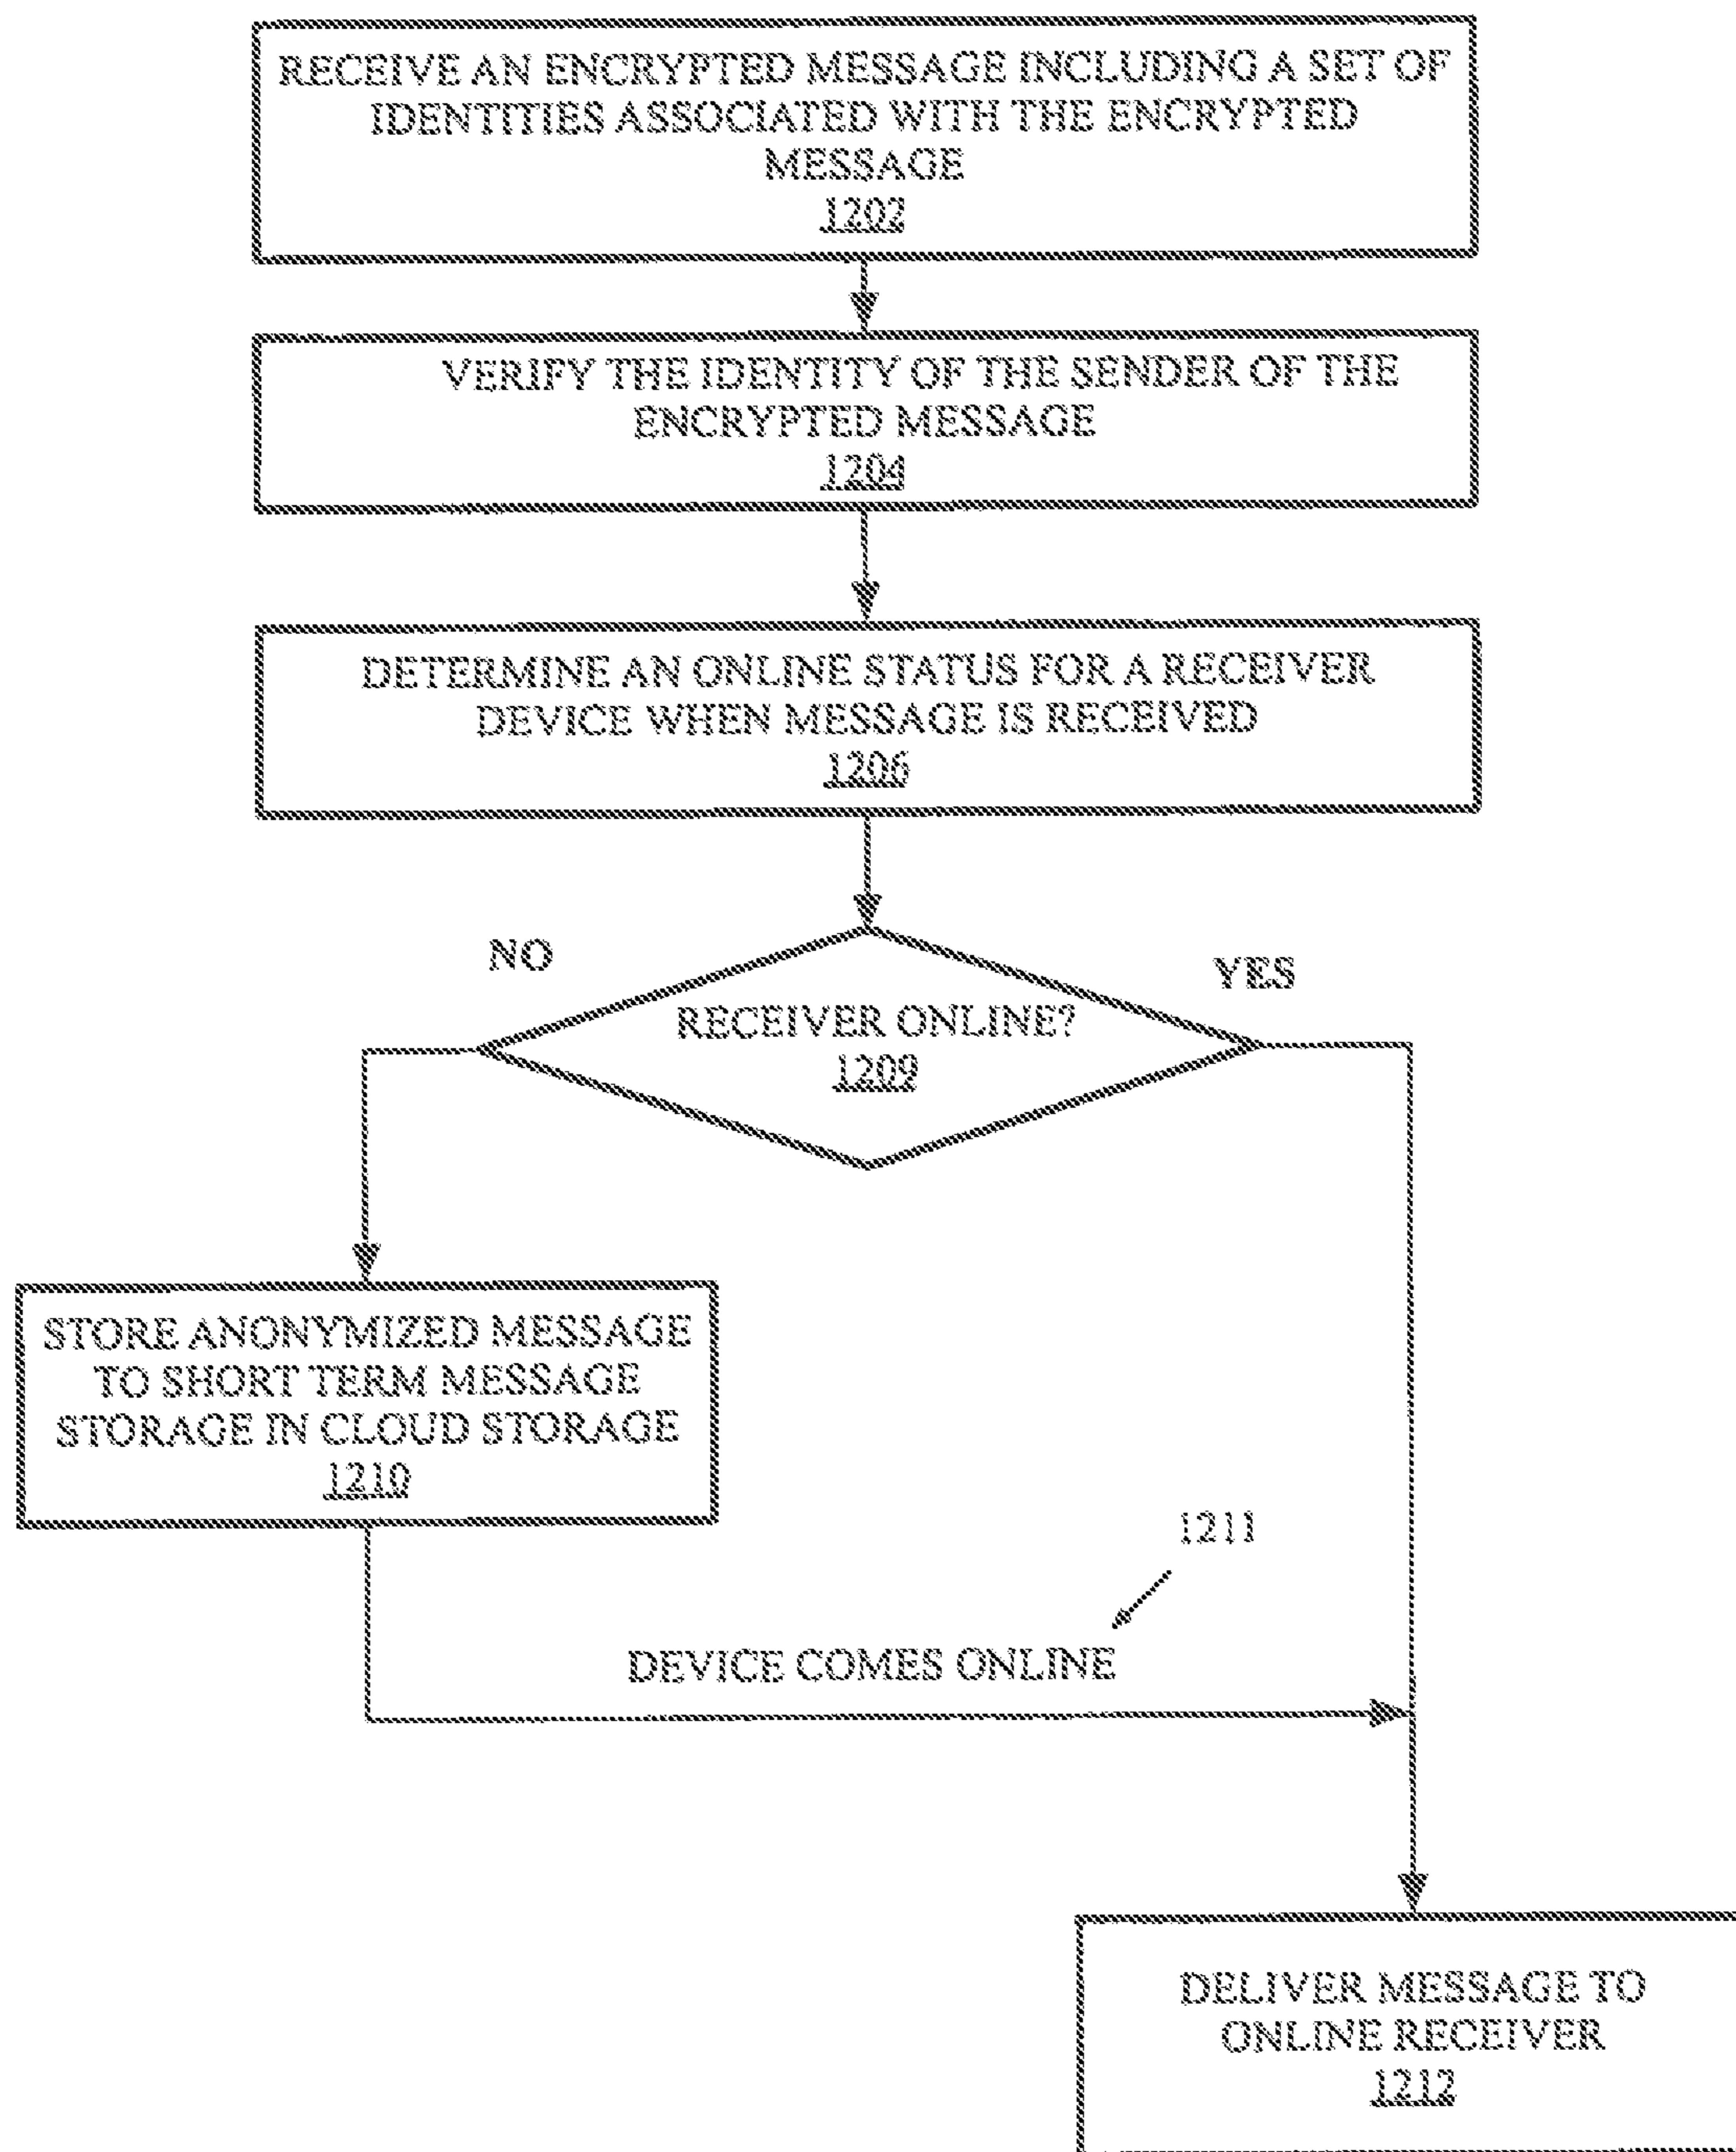 RECEIVE AN ENCRYPTED MESSAGE INCLUDING A SET OF
IDENTITIES ASSOCIATED WITH THE ENCRYPTED
MESSAGE
1202
VERIFY THE IDENTITY OF THE SENDER OF THE
ENCRYPTED MESSAGE
1204
DETERMINE AN ONLINE STATUS FOR A RECEIVER
DEVICE WHEN MESSAGE IS RECEIVED
1206
NO
YES
RECEIVER ONLINE?
1209
STORE ANONYMIZED MESSAGE
TO SHORT TERM MESSAGE
STORAGE IN CLOUD STORAGE
1210
1211
DEVICE COMES ONLINE
DELIVER MESSAGE TO
ONLINE RECEIVER
1212